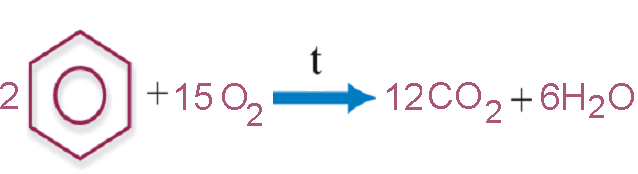 t
2 + 15 O₂ → 12CO₂ + 6H₂O